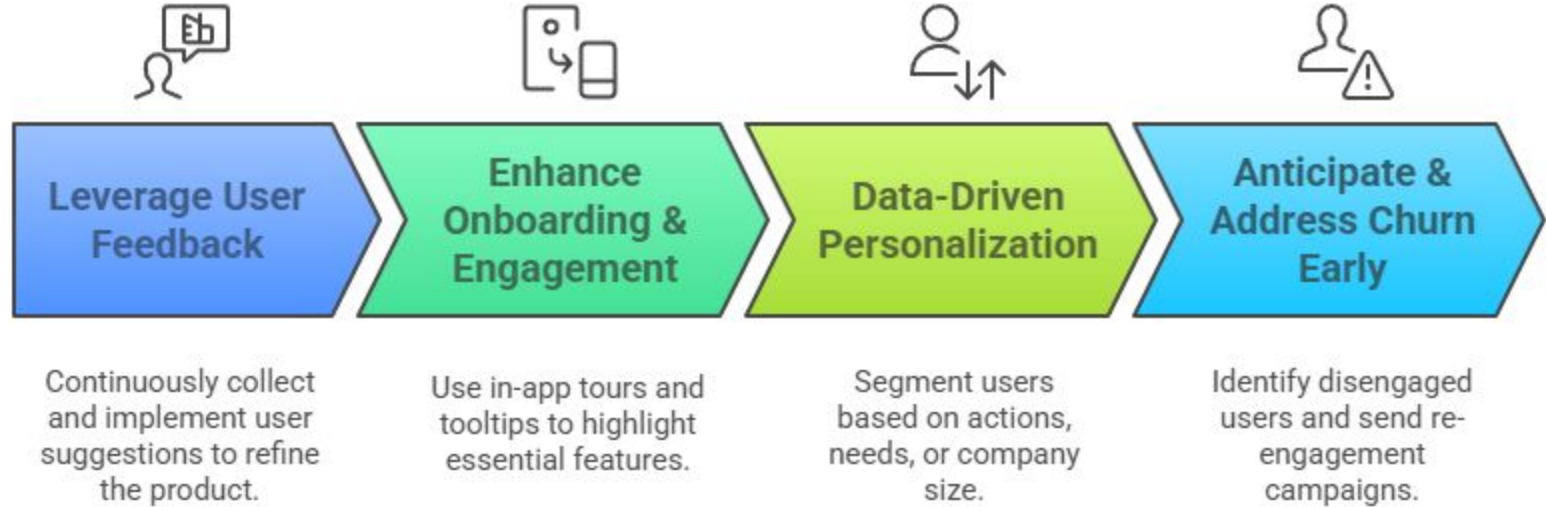 Leverage User
Feedback
Enhance
Onboarding &
Engagement
Data-Driven
Personalization
Anticipate &
Address Churn
Early
Continuously collect
and implement user
suggestions to refine
the product.
Use in-app tours and
tooltips to highlight
essential features.
Segment users
based on actions,
needs, or company
size.
Identify disengaged
users and send re-
engagement
campaigns.